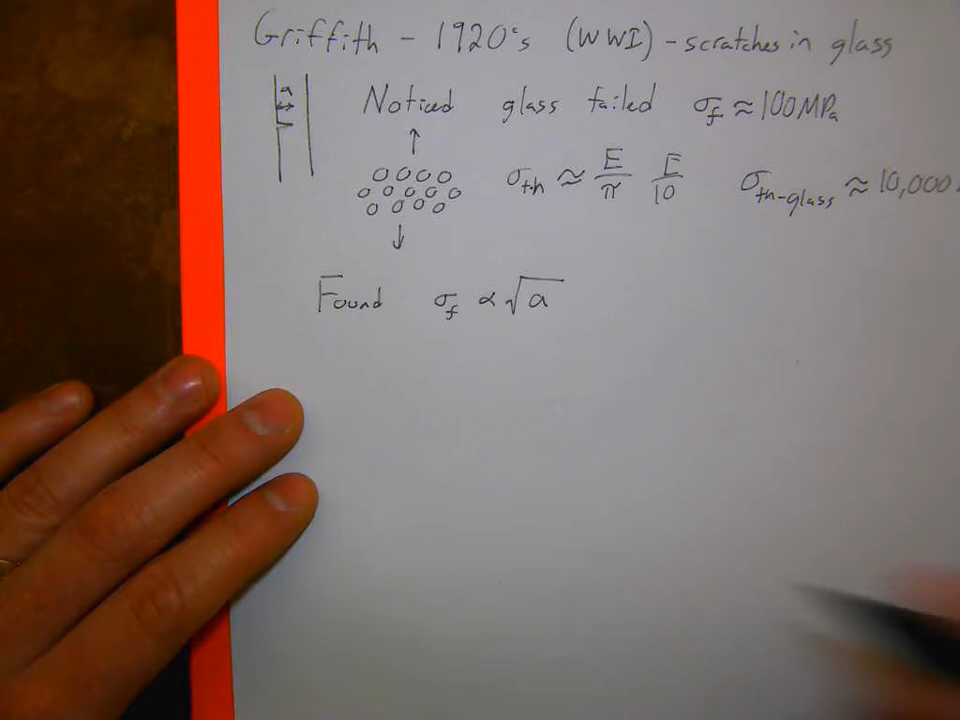 Griffith - 1920's (WWI) - scratches in glass
a
Noticed glass failed σf ≈ 100MPa
σth ≈ E/π E/10 σth-glass ≈ 10,000
Found σf ∝ √a